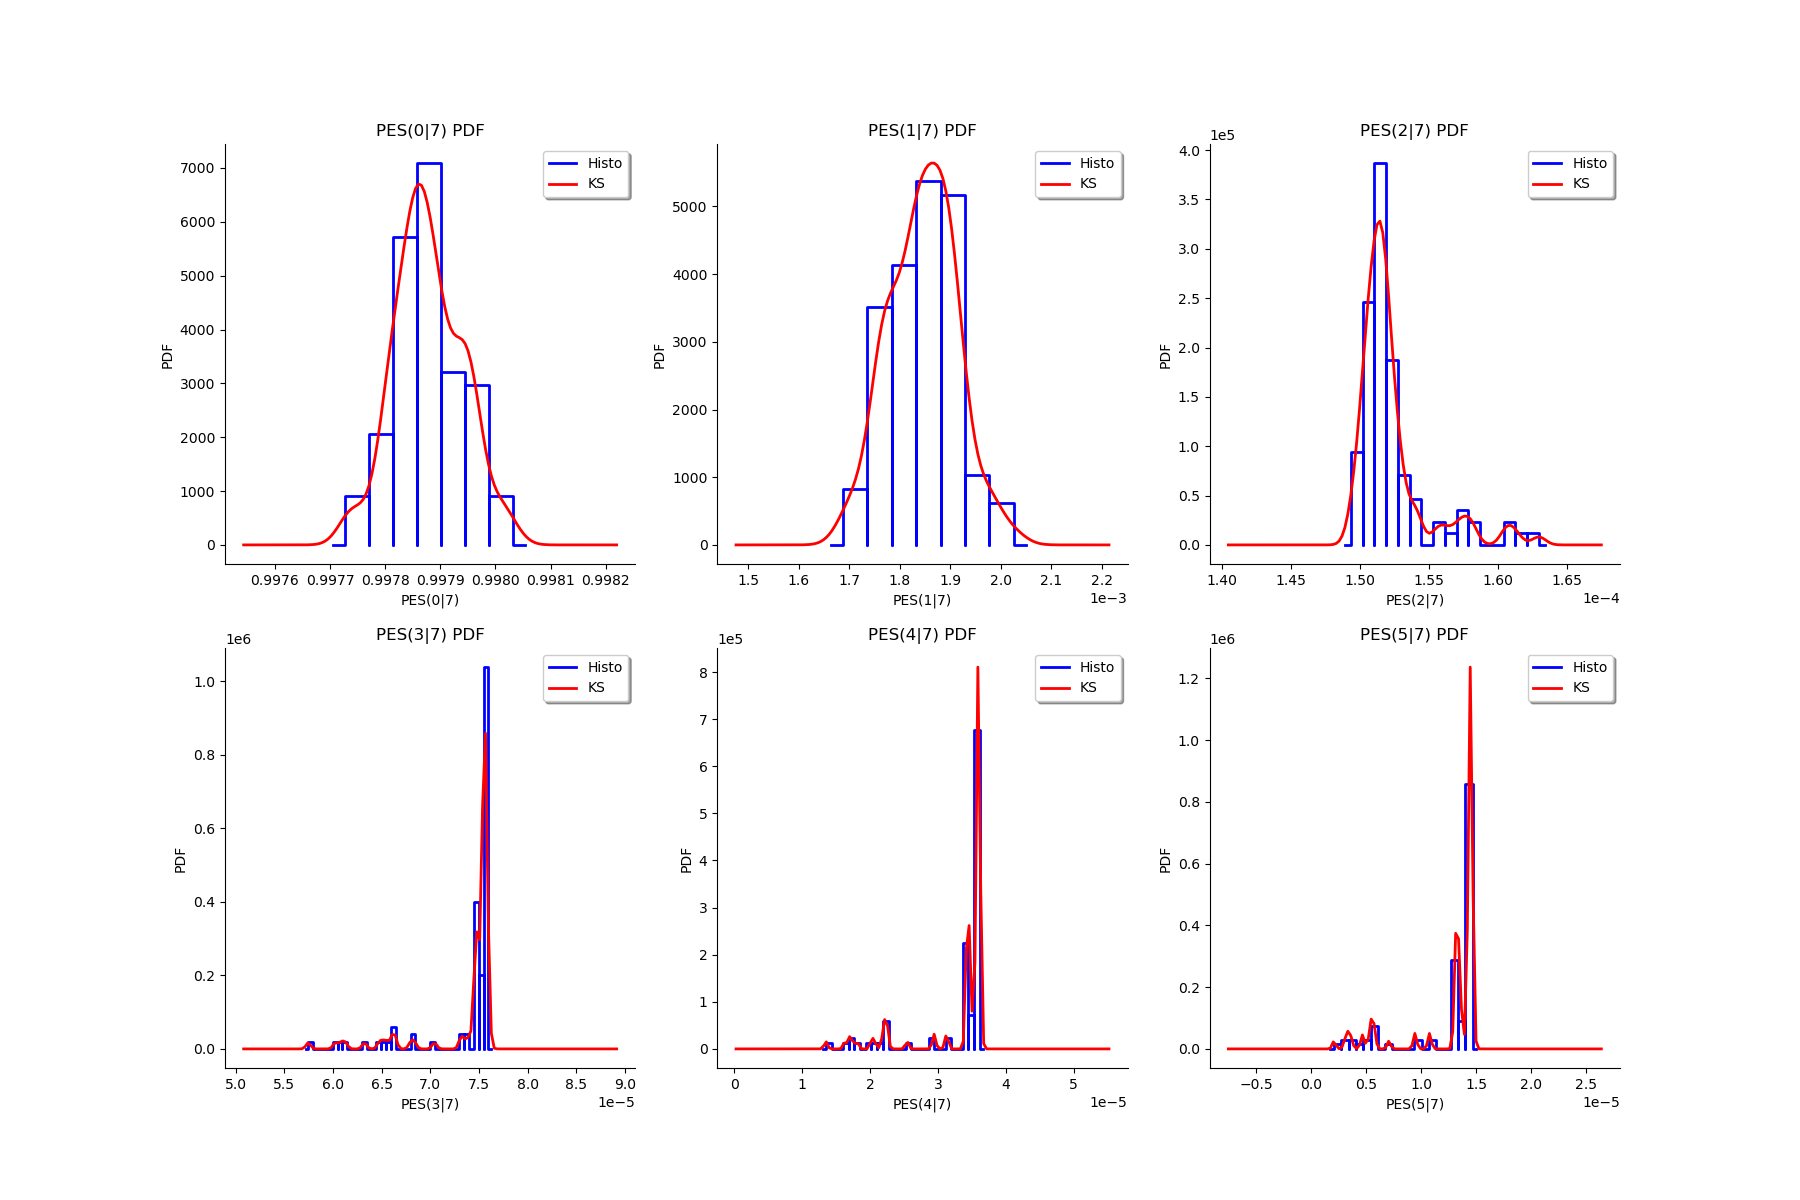 PES(0|7) PDF
Histo
KS
7000
6000
5000
4000
3000
2000
1000
0
PDF
0.9976 0.9977 0.9978 0.9979 0.9980 0.9981 0.9982
PES(0|7)
PES(1|7) PDF
Histo
KS
5000
4000
3000
2000
1000
0
PDF
1.5 1.6 1.7 1.8 1.9 2.0 2.1 2.2
1e−3
PES(1|7)
PES(2|7) PDF
1e5
Histo
KS
4.0
3.5
3.0
2.5
2.0
1.5
1.0
0.5
0.0
PDF
1.40 1.45 1.50 1.55 1.60 1.65
1e−4
PES(2|7)
PES(3|7) PDF
1e6
Histo
KS
1.0
0.8
0.6
0.4
0.2
0.0
PDF
5.0 5.5 6.0 6.5 7.0 7.5 8.0 8.5 9.0
1e−5
PES(3|7)
PES(4|7) PDF
1e5
Histo
KS
8
7
6
5
4
3
2
1
0
PDF
0 1 2 3 4 5
1e−5
PES(4|7)
PES(5|7) PDF
1e6
Histo
KS
1.2
1.0
0.8
0.6
0.4
0.2
0.0
PDF
−0.5 0.0 0.5 1.0 1.5 2.0 2.5
1e−5
PES(5|7)